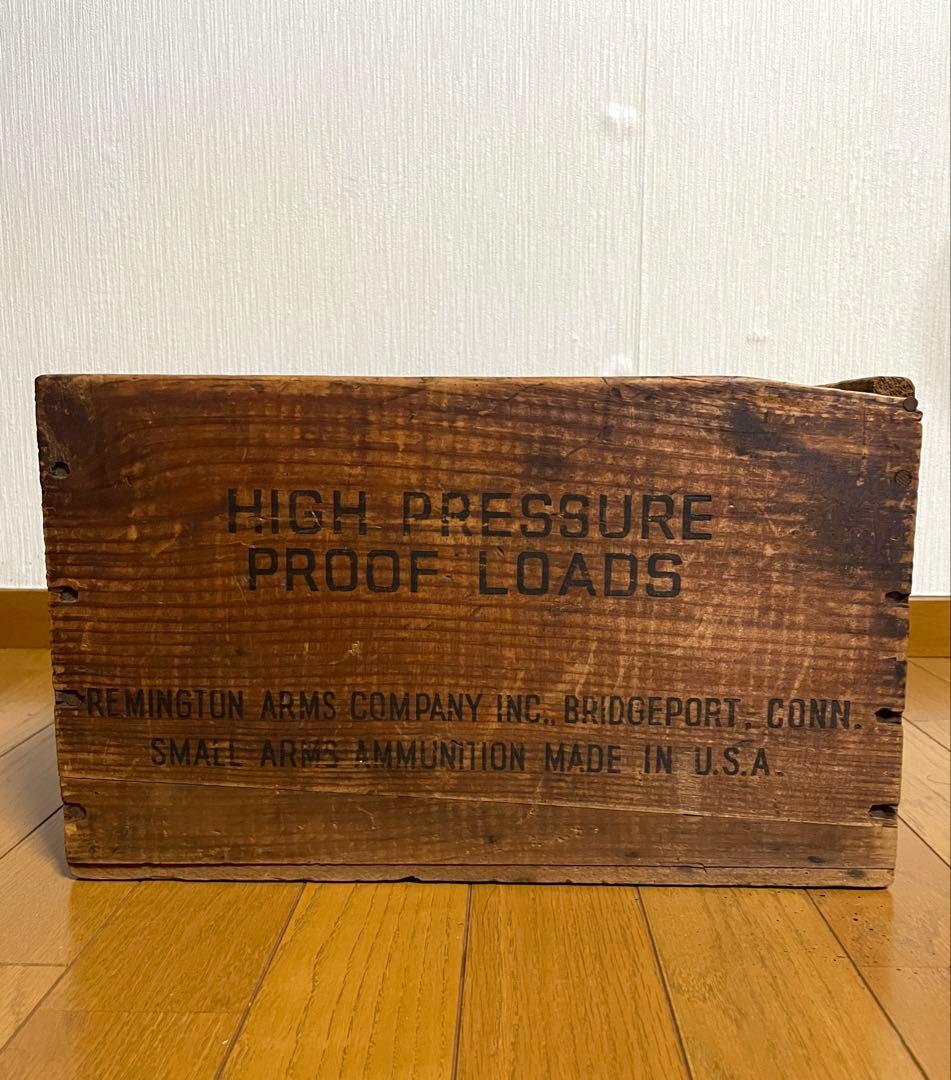 HIGH PRESSURE
PROOF LOADS
REMINGTON ARMS COMPANY INC., BRIDGEPORT, CONN.
SMALL ARMS AMMUNITION MADE IN U.S.A.